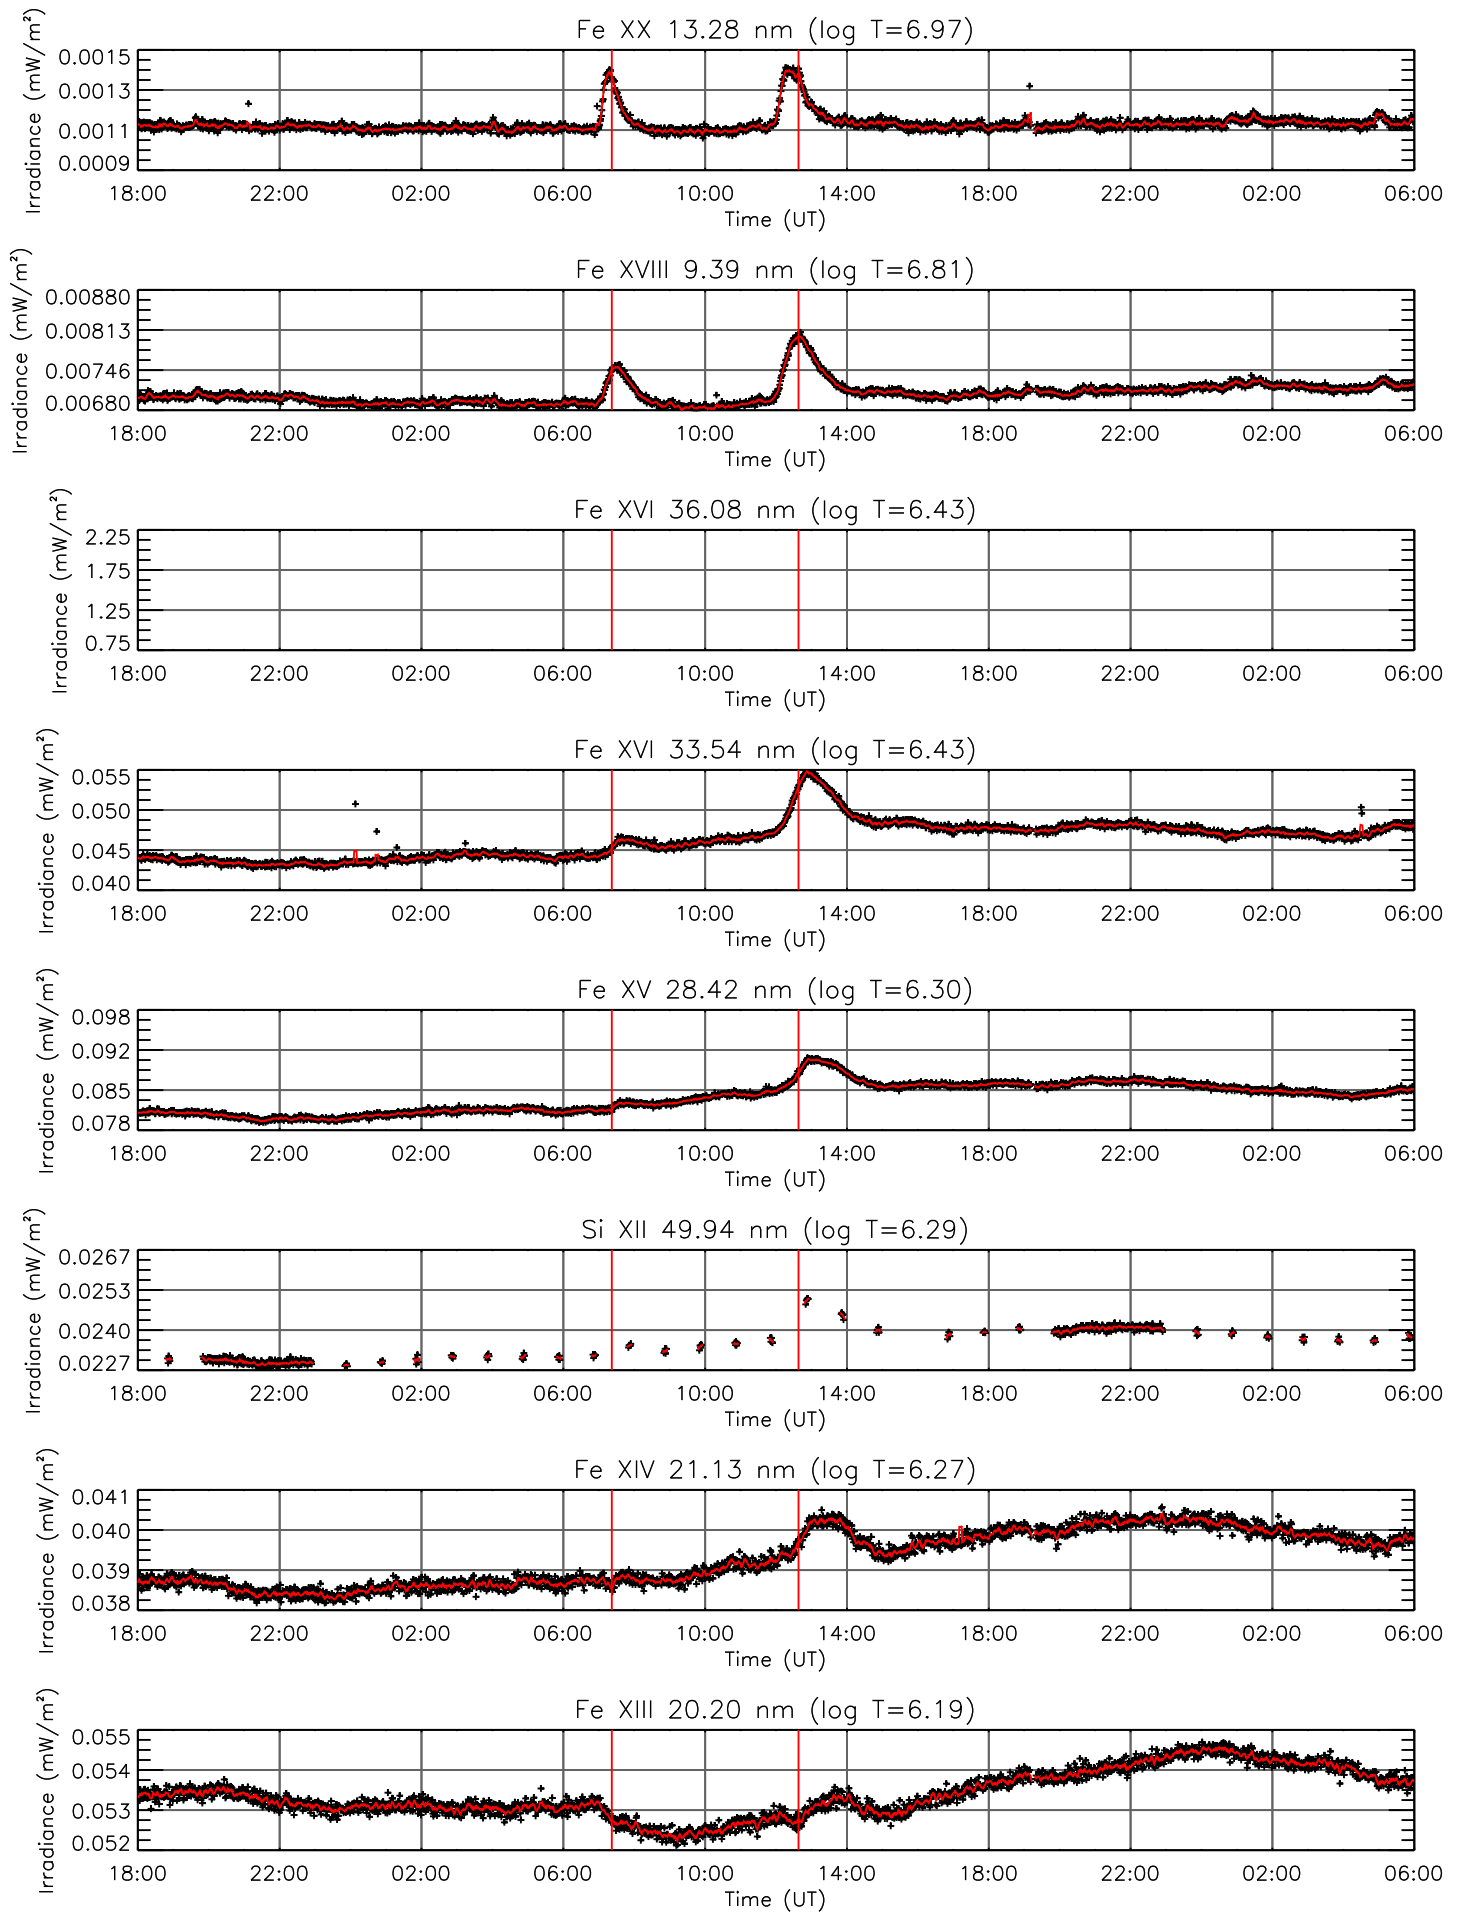 Fe XX 13.28 nm (log T=6.97)
Irradiance (mW/m²)
0.0015
0.0013
0.0011
0.0009
18:00 22:00 02:00 06:00 10:00 14:00 18:00 22:00 02:00 06:00
Time (UT)
Fe XVIII 9.39 nm (log T=6.81)
Irradiance (mW/m²)
0.00880
0.00813
0.00746
0.00680
18:00 22:00 02:00 06:00 10:00 14:00 18:00 22:00 02:00 06:00
Time (UT)
Fe XVI 36.08 nm (log T=6.43)
Irradiance (mW/m²)
2.25
1.75
1.25
0.75
18:00 22:00 02:00 06:00 10:00 14:00 18:00 22:00 02:00 06:00
Time (UT)
Fe XVI 33.54 nm (log T=6.43)
Irradiance (mW/m²)
0.055
0.050
0.045
0.040
18:00 22:00 02:00 06:00 10:00 14:00 18:00 22:00 02:00 06:00
Time (UT)
Fe XV 28.42 nm (log T=6.30)
Irradiance (mW/m²)
0.098
0.092
0.085
0.078
18:00 22:00 02:00 06:00 10:00 14:00 18:00 22:00 02:00 06:00
Time (UT)
Si XII 49.94 nm (log T=6.29)
Irradiance (mW/m²)
0.0267
0.0253
0.0240
0.0227
18:00 22:00 02:00 06:00 10:00 14:00 18:00 22:00 02:00 06:00
Time (UT)
Fe XIV 21.13 nm (log T=6.27)
Irradiance (mW/m²)
0.041
0.040
0.039
0.038
18:00 22:00 02:00 06:00 10:00 14:00 18:00 22:00 02:00 06:00
Time (UT)
Fe XIII 20.20 nm (log T=6.19)
Irradiance (mW/m²)
0.055
0.054
0.053
0.052
18:00 22:00 02:00 06:00 10:00 14:00 18:00 22:00 02:00 06:00
Time (UT)